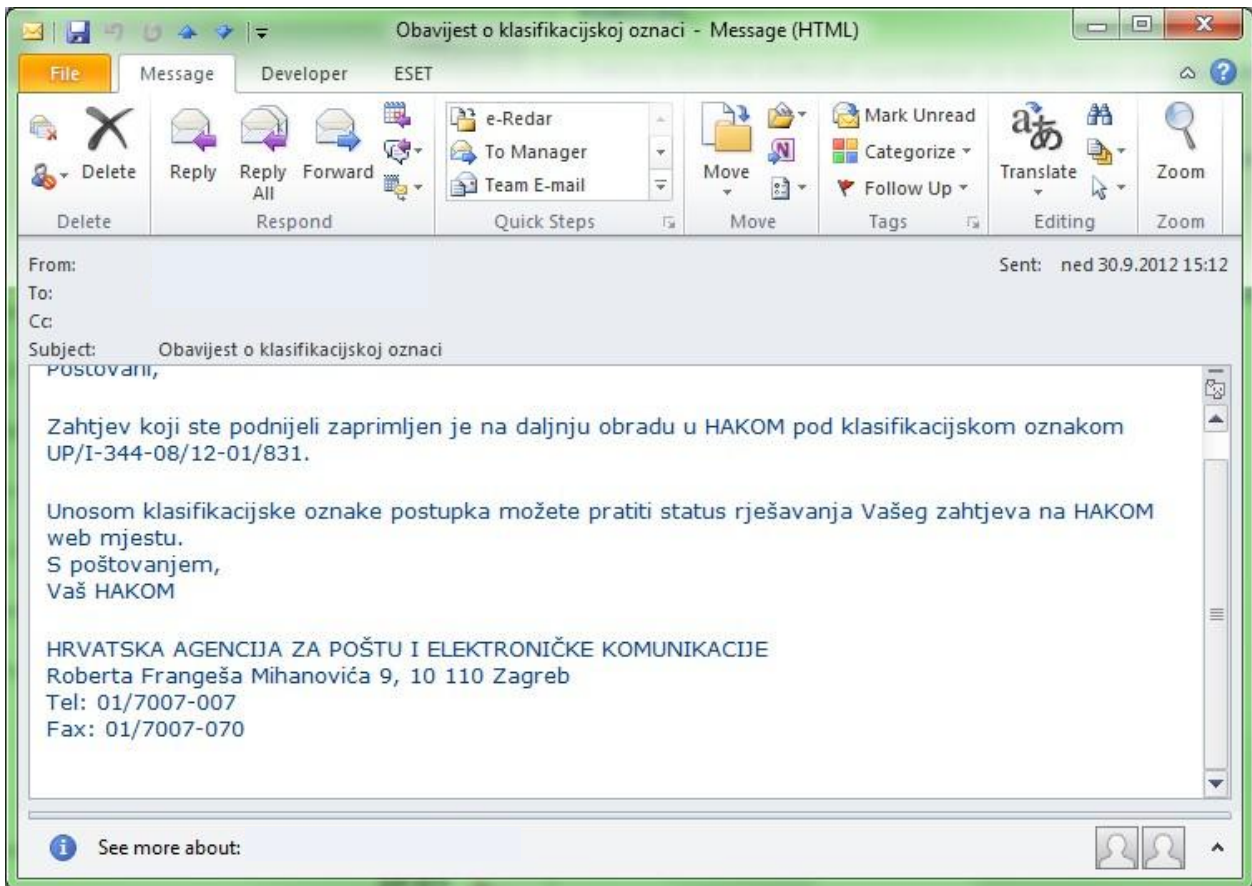 Obavijest o klasifikacijskoj oznaci - Message (HTML)
File Message Developer ESET
Delete
Reply
Reply All
Forward
e-Redar
To Manager
Team E-mail
Move
Mark Unread
Categorize
Follow Up
Translate
Zoom
Delete Respond Quick Steps Move Tags Editing Zoom
From:
Sent: ned 30.9.2012 15:12
To:
Cc:
Subject: Obavijest o klasifikacijskoj oznaci
Poštovani,
Zahtjev koji ste podnijeli zaprimljen je na daljnju obradu u HAKOM pod klasifikacijskom oznakom
UP/I-344-08/12-01/831.
Unosom klasifikacijske oznake postupka možete pratiti status rješavanja Vašeg zahtjeva na HAKOM
web mjestu.
S poštovanjem,
Vaš HAKOM
HRVATSKA AGENCIJA ZA POŠTU I ELEKTRONIČKE KOMUNIKACIJE
Roberta Frangeša Mihanovića 9, 10 110 Zagreb
Tel: 01/7007-007
Fax: 01/7007-070
See more about: